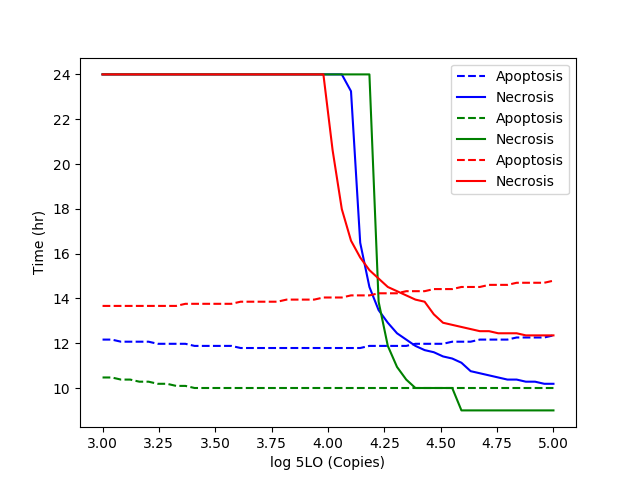 24
22
20
18
16
14
12
10
Time (hr)
Apoptosis
Necrosis
Apoptosis
Necrosis
Apoptosis
Necrosis
3.00 3.25 3.50 3.75 4.00 4.25 4.50 4.75 5.00
log 5LO (Copies)